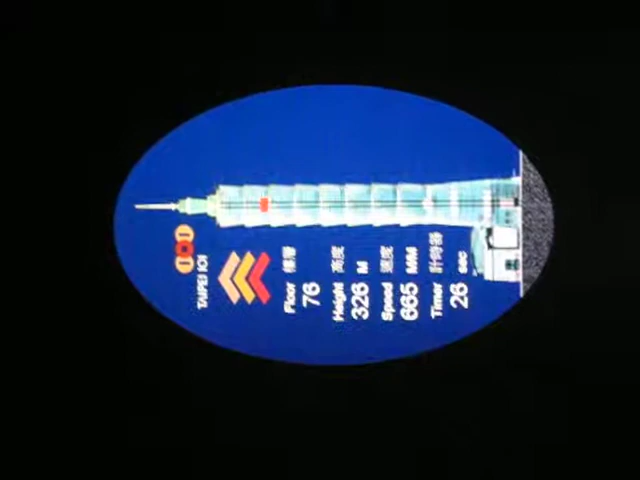 TAIPEI 101
Floor 樓層
76
Height 高度
326 M
Speed 速度
665 MM
Timer 計時器
26 sec